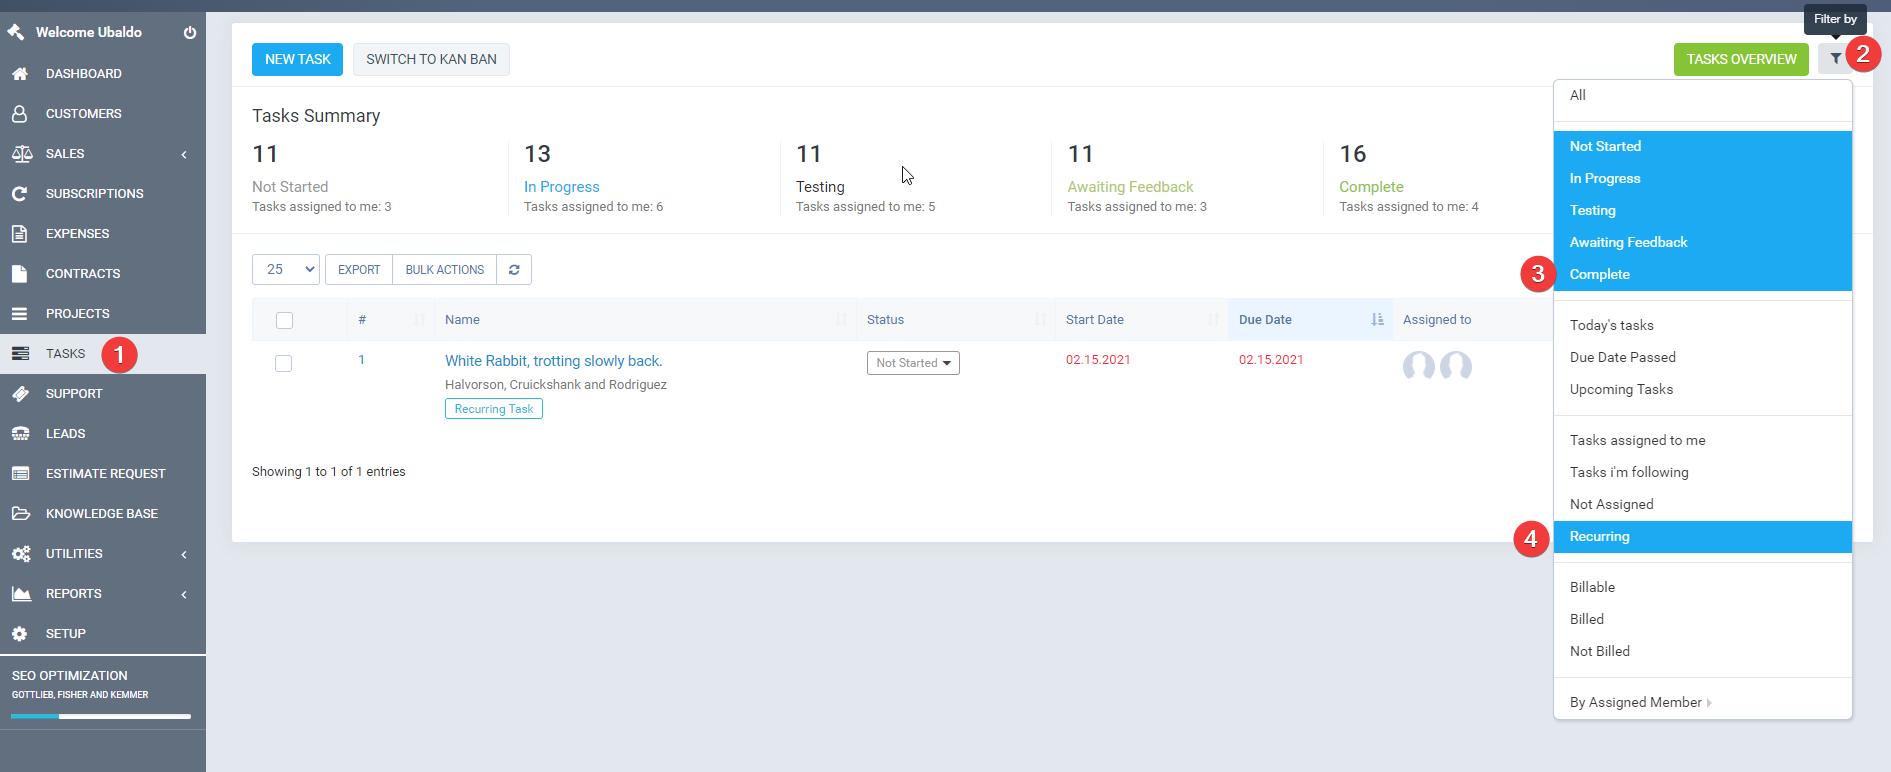 Filter by
Welcome Ubaldo
DASHBOARD
CUSTOMERS
SALES
SUBSCRIPTIONS
EXPENSES
CONTRACTS
PROJECTS
TASKS
1
SUPPORT
LEADS
ESTIMATE REQUEST
KNOWLEDGE BASE
UTILITIES
REPORTS
SETUP
SEO OPTIMIZATION
GOTTLIEB, FISHER AND KEMMER
NEW TASK SWITCH TO KAN BAN TASKS OVERVIEW 2
Tasks Summary
11 13 11 11 16
Not Started In Progress Testing Awaiting Feedback Complete
Tasks assigned to me: 3 Tasks assigned to me: 6 Tasks assigned to me: 5 Tasks assigned to me: 3 Tasks assigned to me: 4
25 EXPORT BULK ACTIONS
# Name Status Start Date Due Date Assigned to
1 White Rabbit, trotting slowly back. Not Started 02.15.2021 02.15.2021
Halvorson, Cruickshank and Rodriguez
Recurring Task
Showing 1 to 1 of 1 entries
All
Not Started
In Progress
Testing
Awaiting Feedback
3 Complete
Today's tasks
Due Date Passed
Upcoming Tasks
Tasks assigned to me
Tasks i'm following
Not Assigned
4 Recurring
Billable
Billed
Not Billed
By Assigned Member